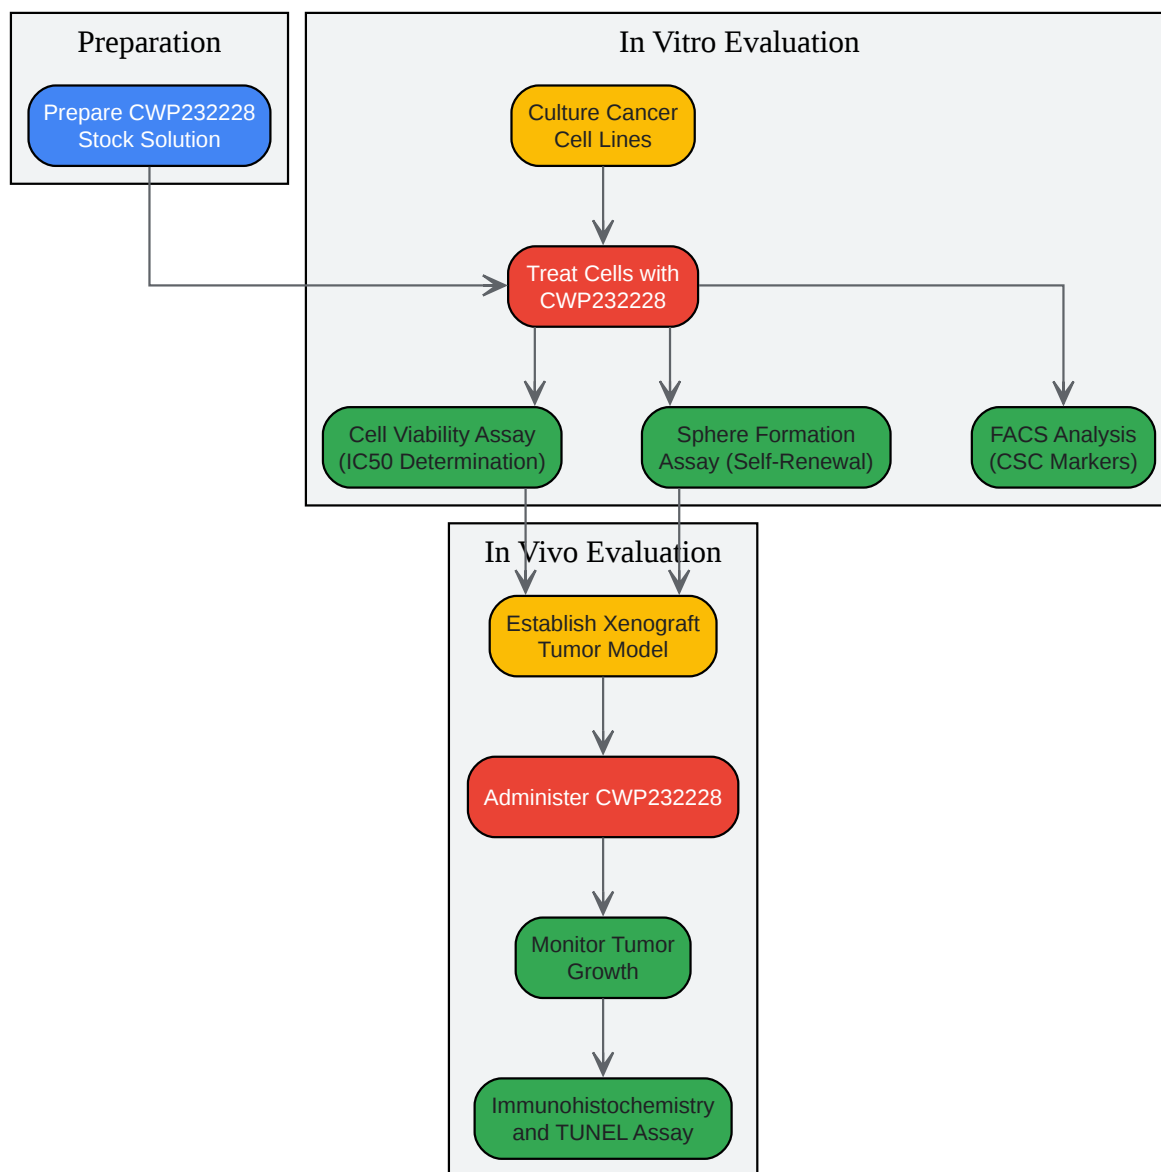 Preparation
Prepare CWP232228
Stock Solution
In Vitro Evaluation
Culture Cancer
Cell Lines
Treat Cells with
CWP232228
Cell Viability Assay
(IC50 Determination)
Sphere Formation
Assay (Self-Renewal)
FACS Analysis
(CSC Markers)
In Vivo Evaluation
Establish Xenograft
Tumor Model
Administer CWP232228
Monitor Tumor
Growth
Immunohistochemistry
and TUNEL Assay